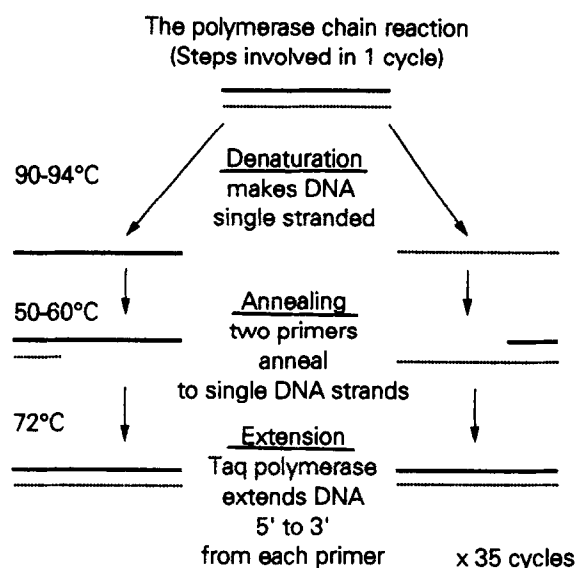 The polymerase chain reaction
(Steps involved in 1 cycle)
90-94°C
Denaturation
makes DNA
single stranded
50-60°C
Annealing
two primers
anneal
to single DNA strands
72°C
Extension
Taq polymerase
extends DNA
5' to 3'
from each primer
x 35 cycles